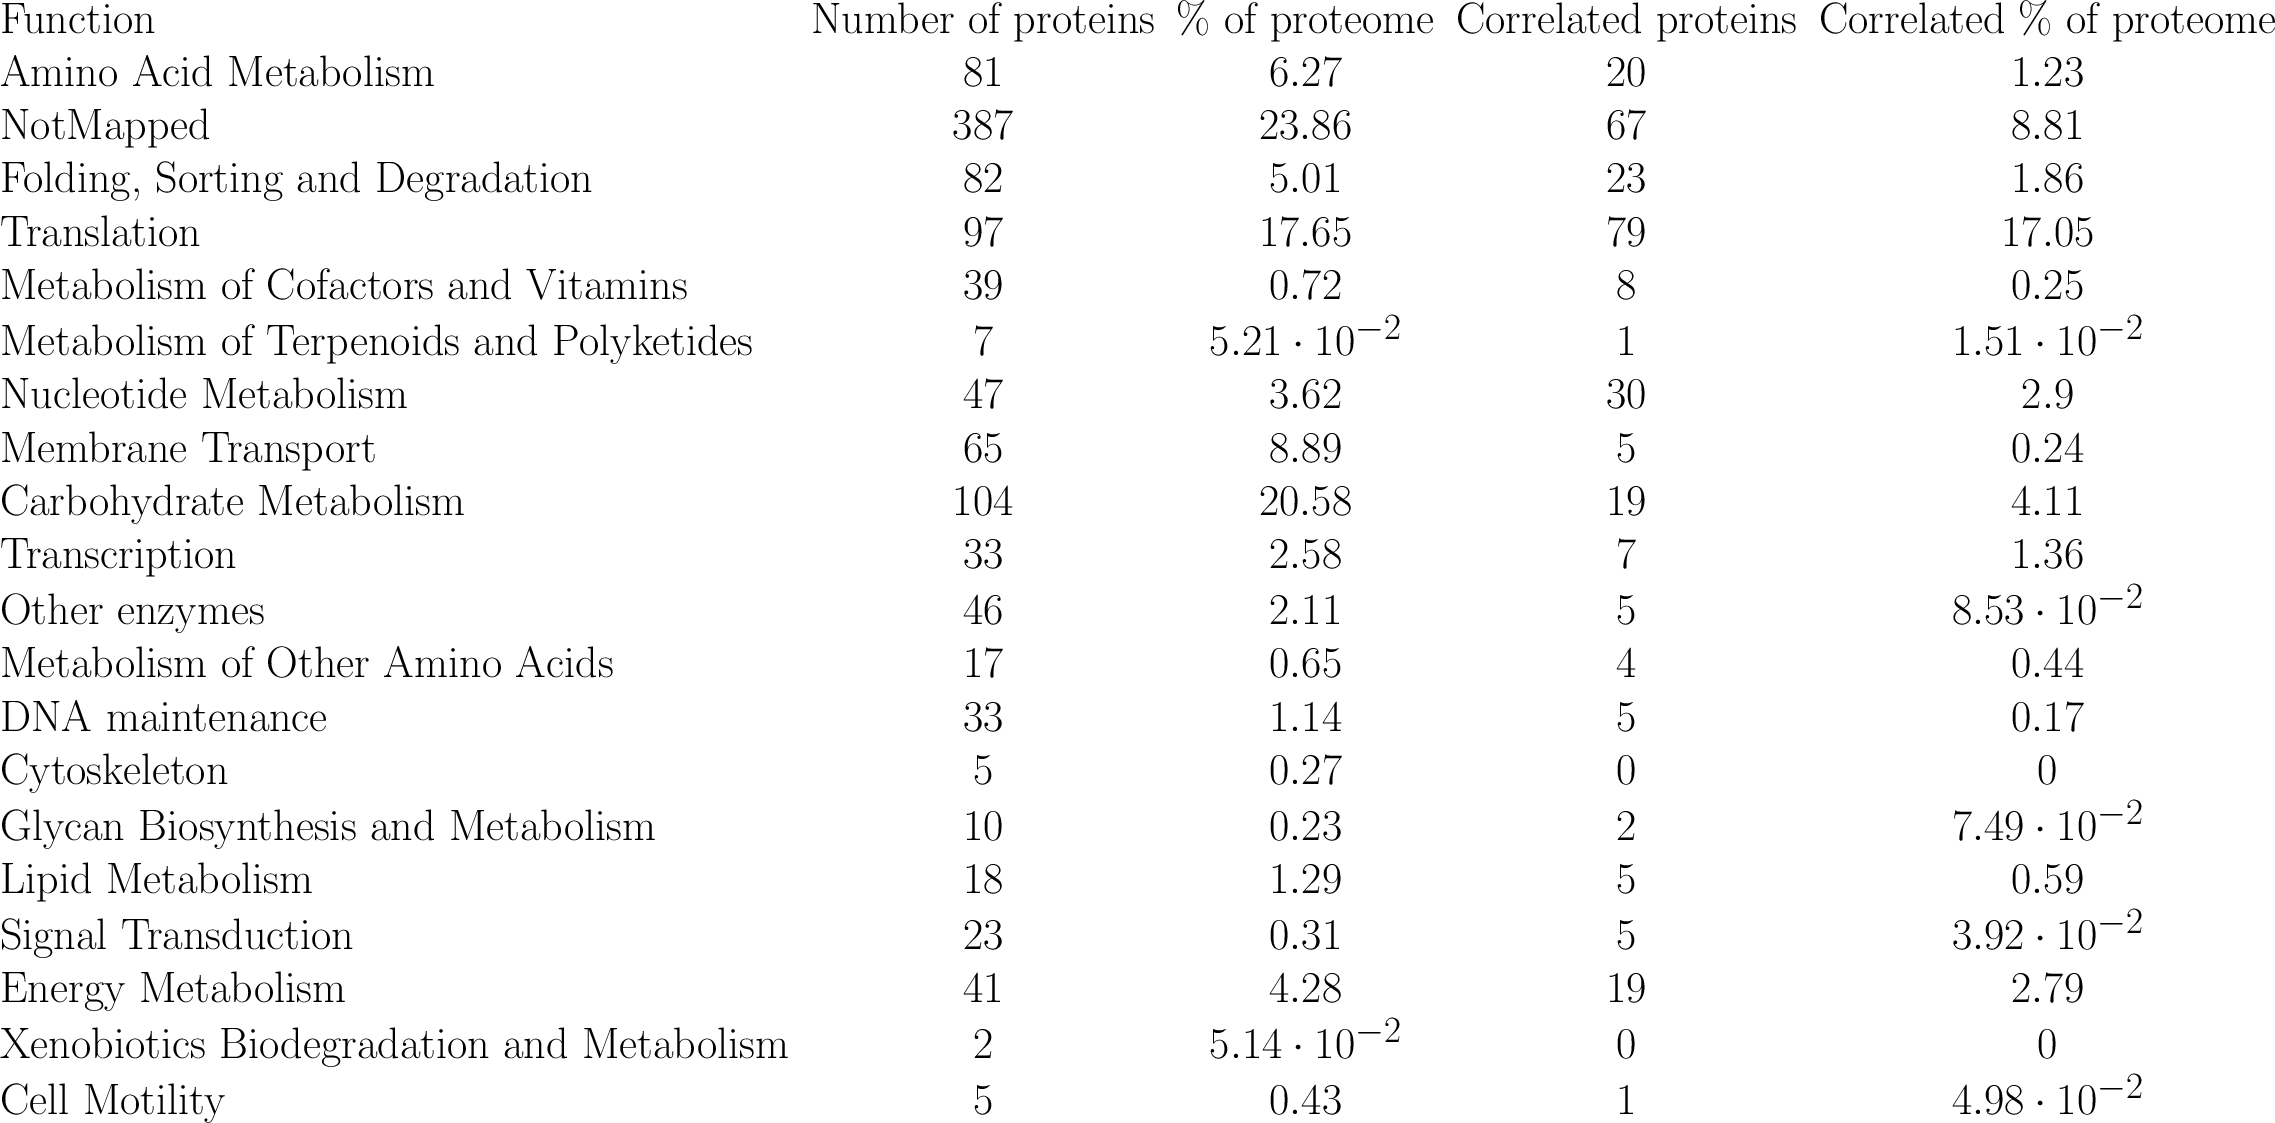 Function Number of proteins % of proteome Correlated proteins Correlated % of proteome
Amino Acid Metabolism 81 6.27 20 1.23
NotMapped 387 23.86 67 8.81
Folding, Sorting and Degradation 82 5.01 23 1.86
Translation 97 17.65 79 17.05
Metabolism of Cofactors and Vitamins 39 0.72 8 0.25
Metabolism of Terpenoids and Polyketides 7 5.21 · 10⁻² 1 1.51 · 10⁻²
Nucleotide Metabolism 47 3.62 30 2.9
Membrane Transport 65 8.89 5 0.24
Carbohydrate Metabolism 104 20.58 19 4.11
Transcription 33 2.58 7 1.36
Other enzymes 46 2.11 5 8.53 · 10⁻²
Metabolism of Other Amino Acids 17 0.65 4 0.44
DNA maintenance 33 1.14 5 0.17
Cytoskeleton 5 0.27 0 0
Glycan Biosynthesis and Metabolism 10 0.23 2 7.49 · 10⁻²
Lipid Metabolism 18 1.29 5 0.59
Signal Transduction 23 0.31 5 3.92 · 10⁻²
Energy Metabolism 41 4.28 19 2.79
Xenobiotics Biodegradation and Metabolism 2 5.14 · 10⁻² 0 0
Cell Motility 5 0.43 1 4.98 · 10⁻²